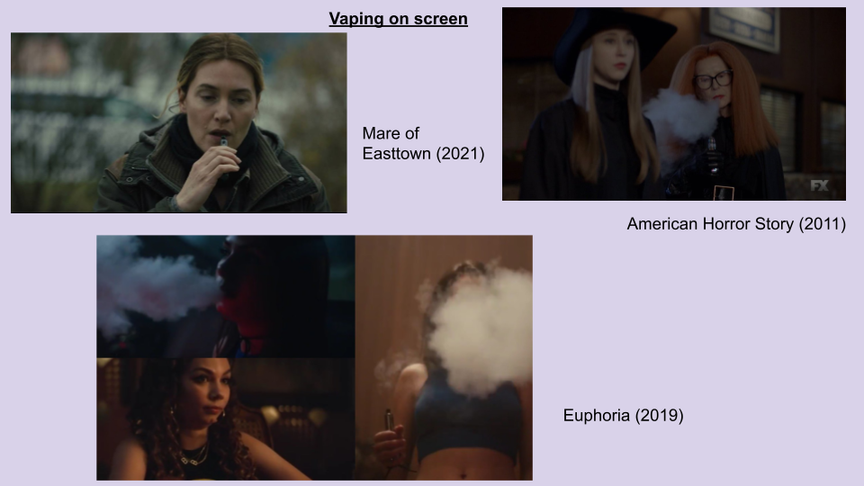 Vaping on screen
Mare of
Easttown (2021)
FX
American Horror Story (2011)
Euphoria (2019)